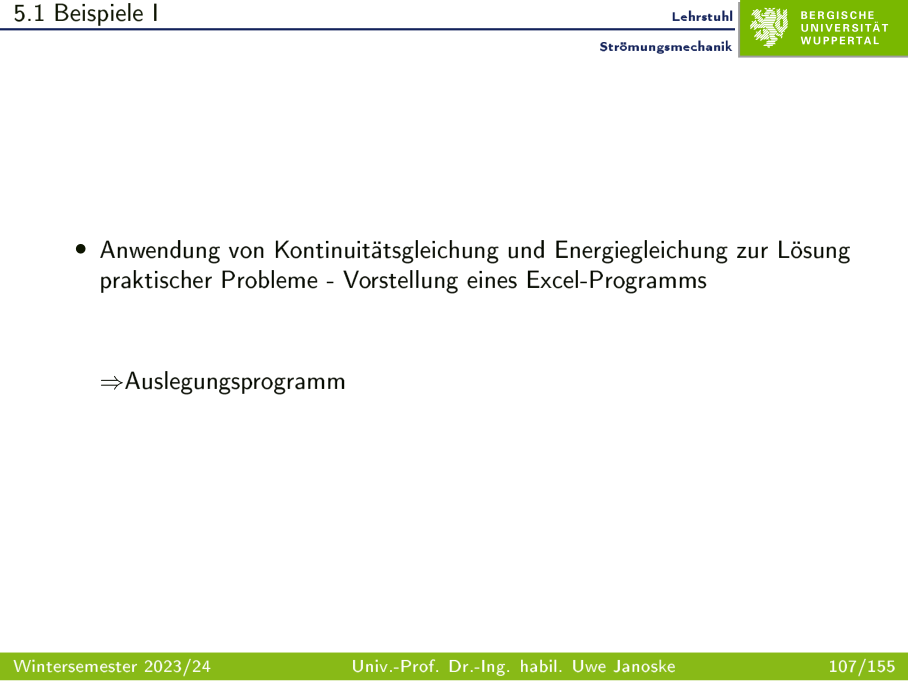 5.1 Beispiele I
Lehrstuhl
Strömungsmechanik
BERGISCHE
UNIVERSITÄT
WUPPERTAL
• Anwendung von Kontinuitätsgleichung und Energiegleichung zur Lösung
praktischer Probleme - Vorstellung eines Excel-Programms
⇒Auslegungsprogramm
Wintersemester 2023/24
Univ.-Prof. Dr.-Ing. habil. Uwe Janoske
107/155